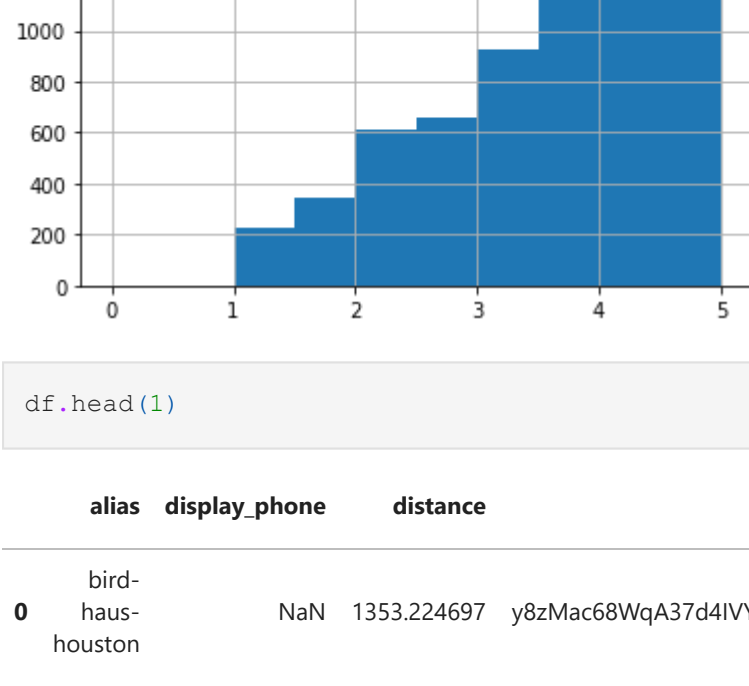 1000
800
600
400
200
0
0 1 2 3 4 5
df.head(1)
alias display_phone distance
bird-
0 haus- NaN 1353.224697 y8zMac68WqA37d4IVY
houston